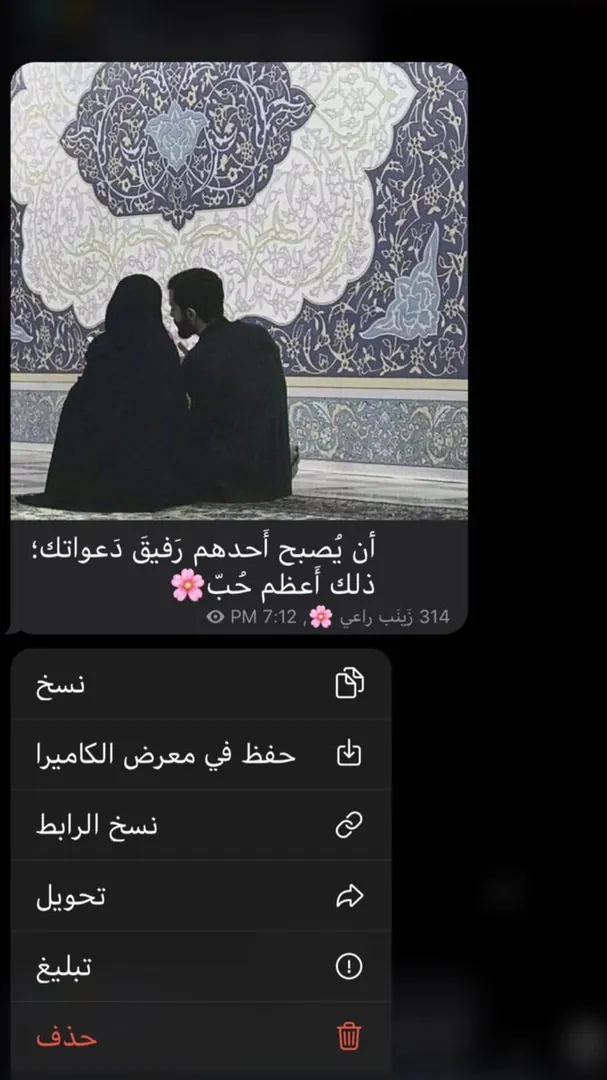 أن يُصبح أَحدهم رَفيقَ دَعواتك؛
ذلك أَعظم حُبّ🌸
314 زَينَب راعي 🌸, 7:12 PM
نسخ
حفظ في معرض الكاميرا
نسخ الرابط
تحويل
تبليغ
حذف